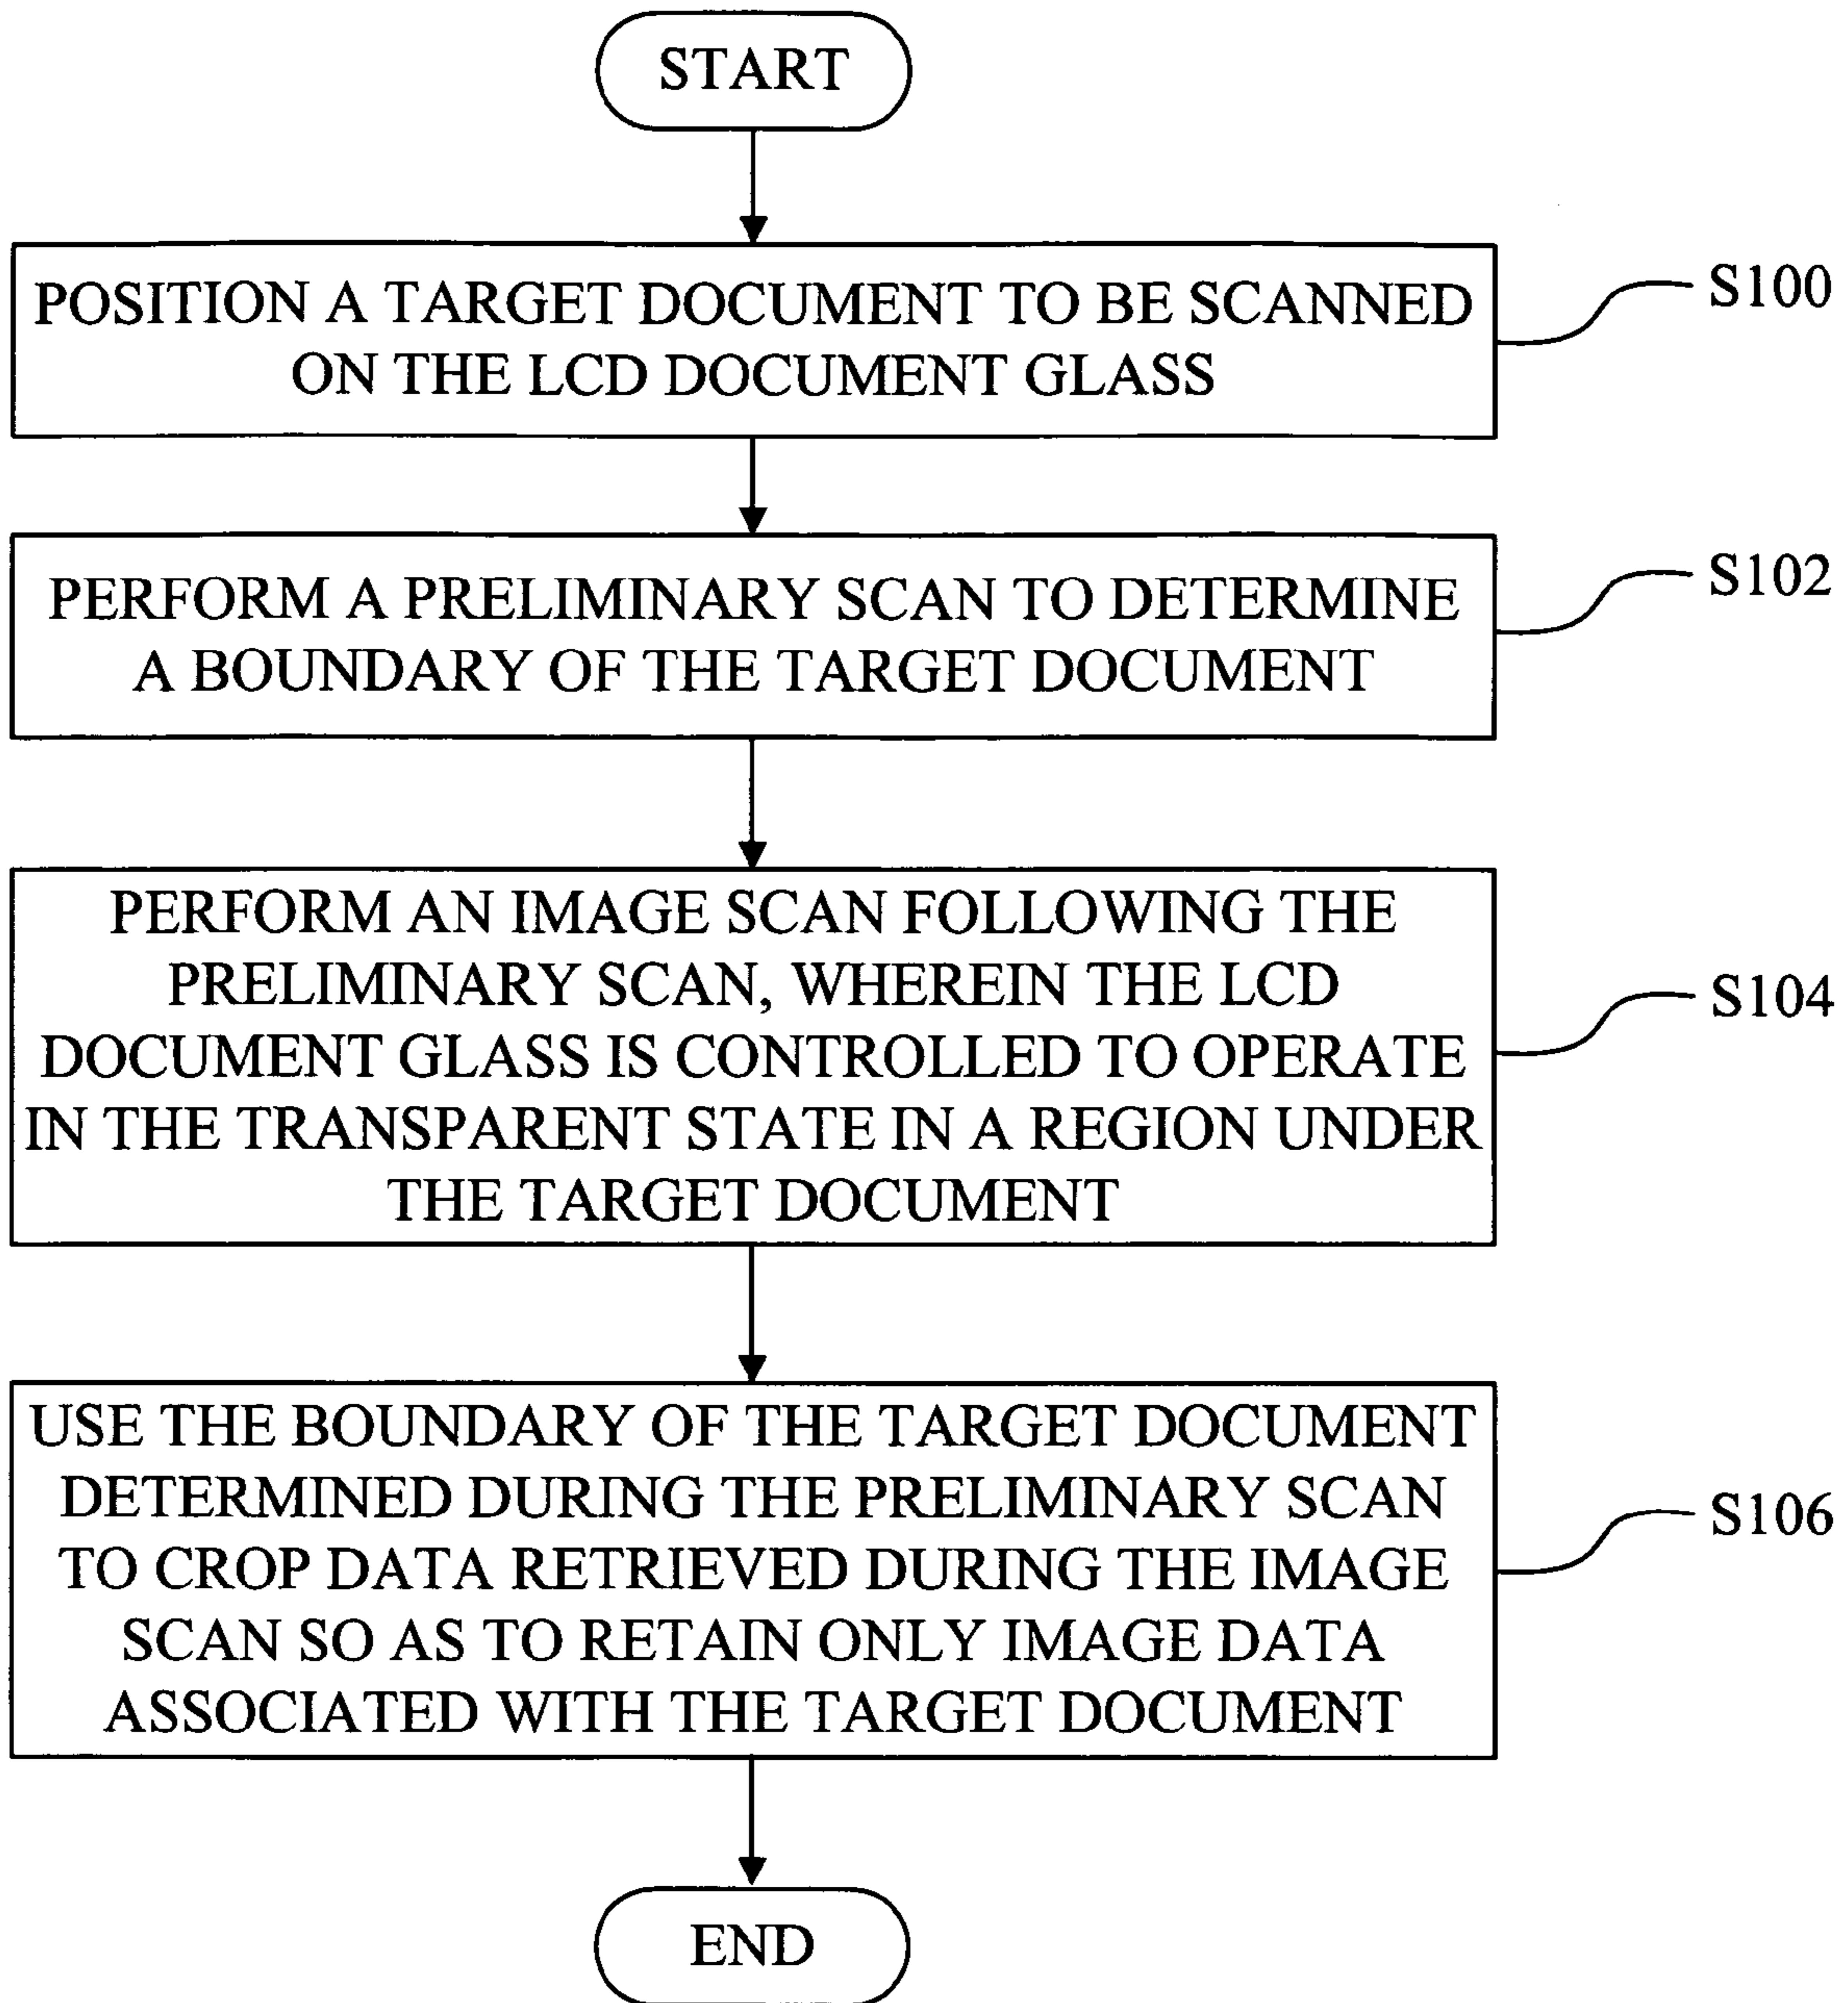 START
POSITION A TARGET DOCUMENT TO BE SCANNED
ON THE LCD DOCUMENT GLASS
S100
PERFORM A PRELIMINARY SCAN TO DETERMINE
A BOUNDARY OF THE TARGET DOCUMENT
S102
PERFORM AN IMAGE SCAN FOLLOWING THE
PRELIMINARY SCAN, WHEREIN THE LCD
DOCUMENT GLASS IS CONTROLLED TO OPERATE
IN THE TRANSPARENT STATE IN A REGION UNDER
THE TARGET DOCUMENT
S104
USE THE BOUNDARY OF THE TARGET DOCUMENT
DETERMINED DURING THE PRELIMINARY SCAN
TO CROP DATA RETRIEVED DURING THE IMAGE
SCAN SO AS TO RETAIN ONLY IMAGE DATA
ASSOCIATED WITH THE TARGET DOCUMENT
S106
END